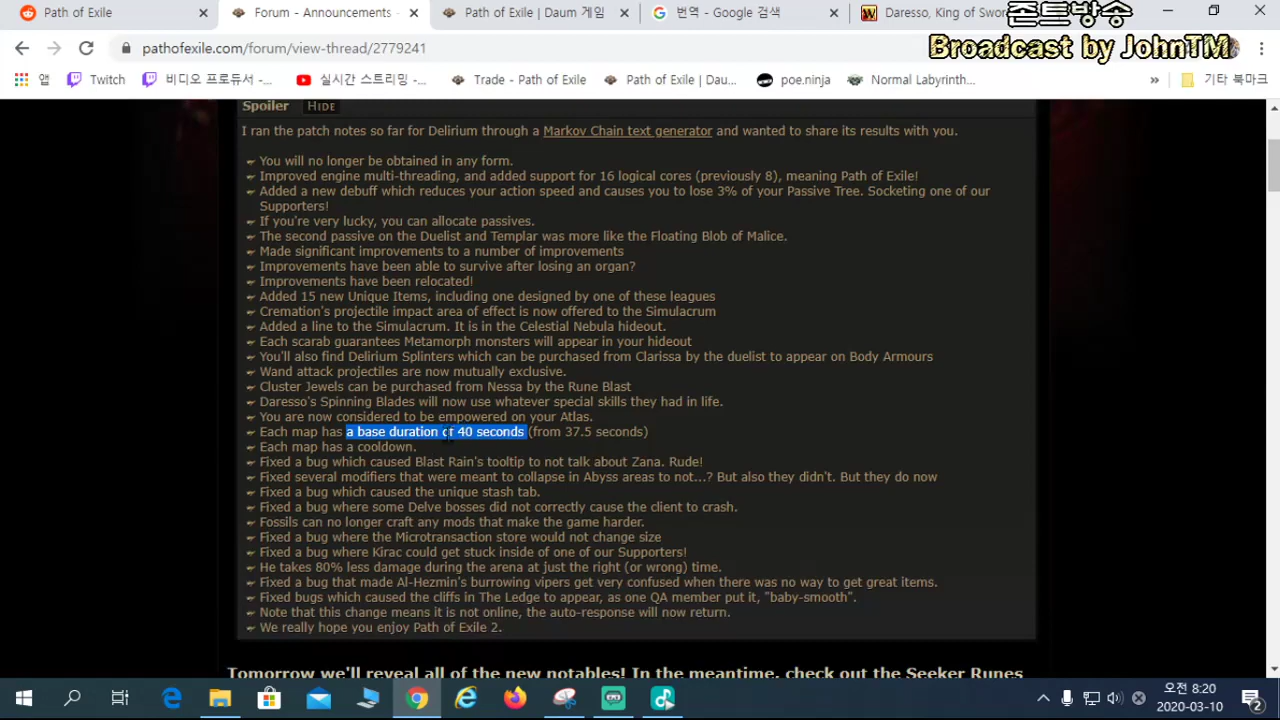 Path of Exile
Forum - Announcements -
Path of Exile | Daum 게임
번역 - Google 검색
Daresso, King of Swor
존트방송
pathofexile.com/forum/view-thread/2779241
Broadcast by JohnTM
앱
Twitch
비디오 프로듀서 -...
실시간 스트리밍 -...
Trade - Path of Exile
Path of Exile | Dau...
poe.ninja
Normal Labyrinth...
»
기타 북마크
Spoiler HIDE
I ran the patch notes so far for Delirium through a Markov Chain text generator and wanted to share its results with you.
You will no longer be obtained in any form.
Improved engine multi-threading, and added support for 16 logical cores (previously 8), meaning Path of Exile!
Added a new debuff which reduces your action speed and causes you to lose 3% of your Passive Tree. Socketing one of our
Supporters!
If you're very lucky, you can allocate passives.
The second passive on the Duelist and Templar was more like the Floating Blob of Malice.
Made significant improvements to a number of improvements
Improvements have been able to survive after losing an organ?
Improvements have been relocated!
Added 15 new Unique Items, including one designed by one of these leagues
Cremation's projectile impact area of effect is now offered to the Simulacrum
Added a line to the Simulacrum. It is in the Celestial Nebula hideout.
Each scarab guarantees Metamorph monsters will appear in your hideout
You'll also find Delirium Splinters which can be purchased from Clarissa by the duelist to appear on Body Armours
Wand attack projectiles are now mutually exclusive.
Cluster Jewels can be purchased from Nessa by the Rune Blast
Daresso's Spinning Blades will now use whatever special skills they had in life.
You are now considered to be empowered on your Atlas.
Each map has a base duration of 40 seconds (from 37.5 seconds)
Each map has a cooldown.
Fixed a bug which caused Blast Rain's tooltip to not talk about Zana. Rude!
Fixed several modifiers that were meant to collapse in Abyss areas to not...? But also they didn't. But they do now
Fixed a bug which caused the unique stash tab.
Fixed a bug where some Delve bosses did not correctly cause the client to crash.
Fossils can no longer craft any mods that make the game harder.
Fixed a bug where the Microtransaction store would not change size
Fixed a bug where Kirac could get stuck inside of one of our Supporters!
He takes 80% less damage during the arena at just the right (or wrong) time.
Fixed a bug that made Al-Hezmin's burrowing vipers get very confused when there was no way to get great items.
Fixed bugs which caused the cliffs in The Ledge to appear, as one QA member put it, "baby-smooth".
Note that this change means it is not online, the auto-response will now return.
We really hope you enjoy Path of Exile 2.
Tomorrow we'll reveal all of the new notables! In the meantime, check out the Seeker Runes
오전 8:20
2020-03-10
2